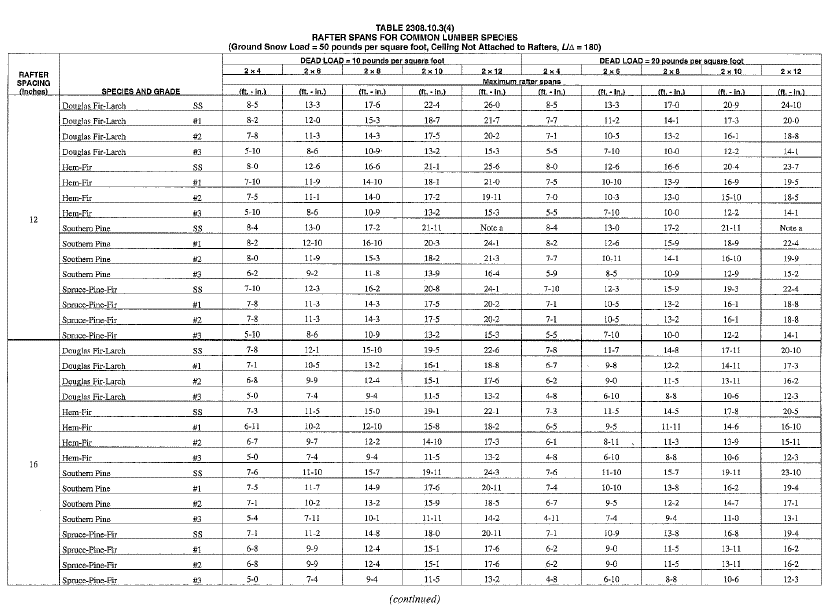 TABLE 2308.10.3(4)
RAFTER SPANS FOR COMMON LUMBER SPECIES
(Ground Snow Load = 50 pounds per square foot, Ceiling Not Attached to Rafters, L/Δ = 180)
RAFTER SPACING (inches) SPECIES AND GRADE DEAD LOAD = 10 pounds per square foot DEAD LOAD = 20 pounds per square foot
2 × 4 2 × 6 2 × 8 2 × 10 2 × 12 2 × 4 2 × 6 2 × 8 2 × 10 2 × 12
Maximum rafter spans
(ft. - in.) (ft. - in.) (ft. - in.) (ft. - in.) (ft. - in.) (ft. - in.) (ft. - in.) (ft. - in.) (ft. - in.) (ft. - in.)
12
Douglas Fir-Larch SS 8-5 13-3 17-6 22-4 26-0 8-5 13-3 17-0 20-9 24-10
Douglas Fir-Larch #1 8-2 12-0 15-3 18-7 21-7 7-7 11-2 14-1 17-3 20-0
Douglas Fir-Larch #2 7-8 11-3 14-3 17-5 20-2 7-1 10-5 13-2 16-1 18-8
Douglas Fir-Larch #3 5-10 8-6 10-9 13-2 15-3 5-5 7-10 10-0 12-2 14-1
Hem-Fir SS 8-0 12-6 16-6 21-1 25-6 8-0 12-6 16-6 20-4 23-7
Hem-Fir #1 7-10 11-9 14-10 18-1 21-0 7-5 10-10 13-9 16-9 19-5
Hem-Fir #2 7-5 11-1 14-0 17-2 19-11 7-0 10-3 13-0 15-10 18-5
Hem-Fir #3 5-10 8-6 10-9 13-2 15-3 5-5 7-10 10-0 12-2 14-1
Southern Pine SS 8-4 13-0 17-2 21-11 Note a 8-4 13-0 17-2 21-11 Note a
Southern Pine #1 8-2 12-10 16-10 20-3 24-1 8-2 12-6 15-9 18-9 22-4
Southern Pine #2 8-0 11-9 15-3 18-2 21-3 7-7 10-11 14-1 16-10 19-9
Southern Pine #3 6-2 9-2 11-8 13-9 16-4 5-9 8-5 10-9 12-9 15-2
Spruce-Pine-Fir SS 7-10 12-3 16-2 20-8 24-1 7-10 12-3 15-9 19-3 22-4
Spruce-Pine-Fir #1 7-8 11-3 14-3 17-5 20-2 7-1 10-5 13-2 16-1 18-8
Spruce-Pine-Fir #2 7-8 11-3 14-3 17-5 20-2 7-1 10-5 13-2 16-1 18-8
Spruce-Pine-Fir #3 5-10 8-6 10-9 13-2 15-3 5-5 7-10 10-0 12-2 14-1
16
Douglas Fir-Larch SS 7-8 12-1 15-10 19-5 22-6 7-8 11-7 14-8 17-11 20-10
Douglas Fir-Larch #1 7-1 10-5 13-2 16-1 18-8 6-7 9-8 12-2 14-11 17-3
Douglas Fir-Larch #2 6-8 9-9 12-4 15-1 17-6 6-2 9-0 11-5 13-11 16-2
Douglas Fir-Larch #3 5-0 7-4 9-4 11-5 13-2 4-8 6-10 8-8 10-6 12-3
Hem-Fir SS 7-3 11-5 15-0 19-1 22-1 7-3 11-5 14-5 17-8 20-5
Hem-Fir #1 6-11 10-2 12-10 15-8 18-2 6-5 9-5 11-11 14-6 16-10
Hem-Fir #2 6-7 9-7 12-2 14-10 17-3 6-1 8-11 11-3 13-9 15-11
Hem-Fir #3 5-0 7-4 9-4 11-5 13-2 4-8 6-10 8-8 10-6 12-3
Southern Pine SS 7-6 11-10 15-7 19-11 24-3 7-6 11-10 15-7 19-11 23-10
Southern Pine #1 7-5 11-7 14-9 17-6 20-11 7-4 10-10 13-8 16-2 19-4
Southern Pine #2 7-1 10-2 13-2 15-9 18-5 6-7 9-5 12-2 14-7 17-1
Southern Pine #3 5-4 7-11 10-1 11-11 14-2 4-11 7-4 9-4 11-0 13-1
Spruce-Pine-Fir SS 7-1 11-2 14-8 18-0 20-11 7-1 10-9 13-8 16-8 19-4
Spruce-Pine-Fir #1 6-8 9-9 12-4 15-1 17-6 6-2 9-0 11-5 13-11 16-2
Spruce-Pine-Fir #2 6-8 9-9 12-4 15-1 17-6 6-2 9-0 11-5 13-11 16-2
Spruce-Pine-Fir #3 5-0 7-4 9-4 11-5 13-2 4-8 6-10 8-8 10-6 12-3
(continued)